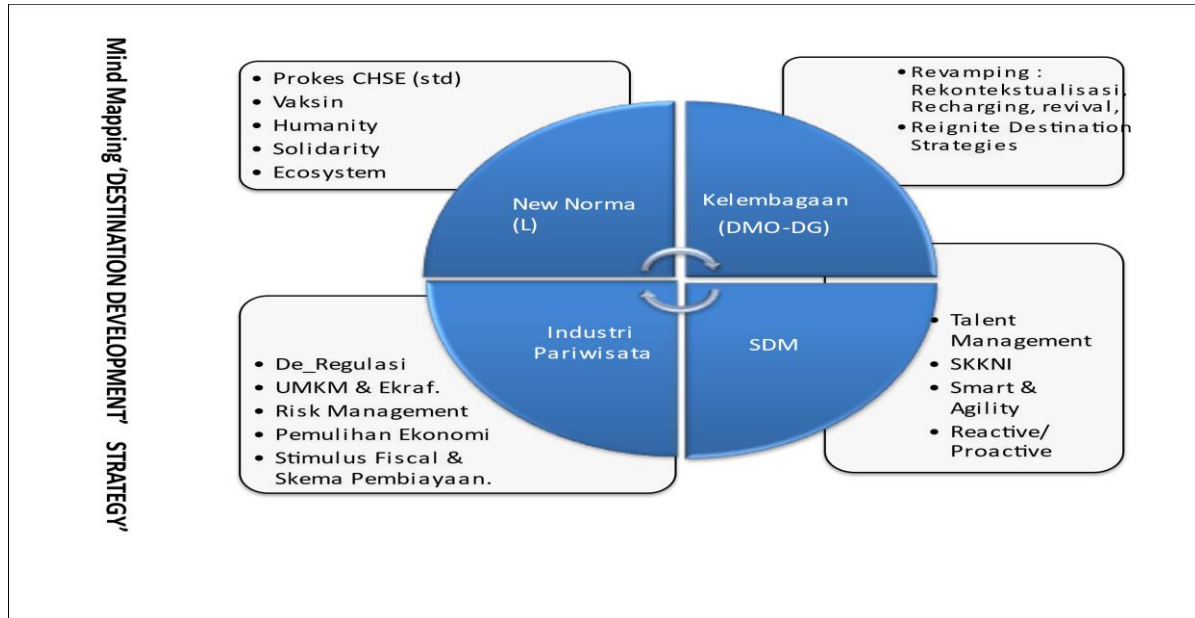 Mind Mapping ‘DESTINATION DEVELOPMENT’ STRATEGY’
• Prokes CHSE (std)
• Vaksin
• Humanity
• Solidarity
• Ecosystem
• Revamping :
Rekontekstualisasi,
Recharging, revival,
• Reignite Destination
Strategies
New Norma
(L)
Kelembagaan
(DMO-DG)
Industri
Pariwisata
SDM
• De_Regulasi
• UMKM & Ekraf.
• Risk Management
• Pemulihan Ekonomi
• Stimulus Fiscal &
Skema Pembiayaan.
• Talent
Management
• SKKNI
• Smart &
Agility
• Reactive/
Proactive